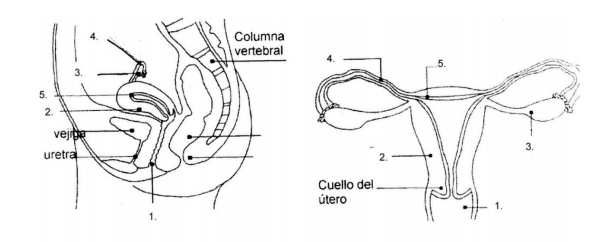 Columna
vertebral
4.
3.
5.
2.
vejiga
uretra
1.
4.
5.
2.
3.
Cuello del
útero
1.